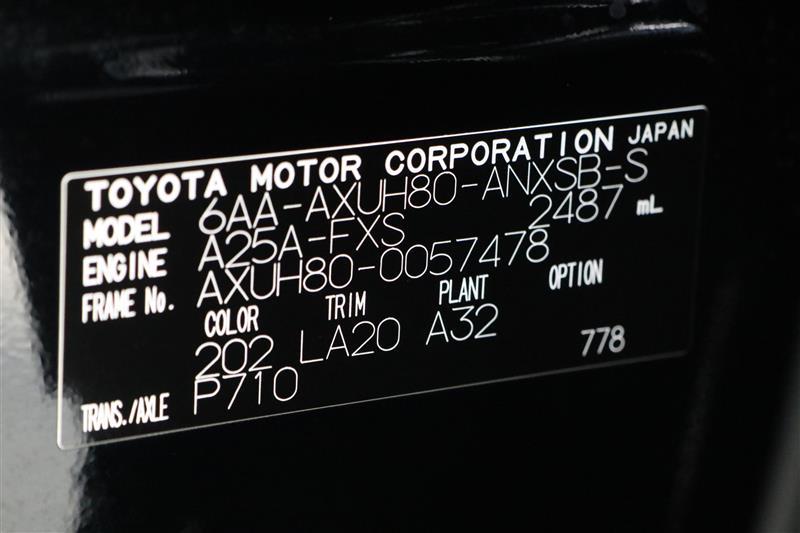 TOYOTA MOTOR CORPORATION JAPAN
MODEL 6AA-AXUH80-ANXSB-S
ENGINE A25A-FXS 2487 mL
FRAME No. AXUH80-0057478
COLOR TRIM PLANT OPTION
202 LA20 A32 778
TRANS./AXLE P710